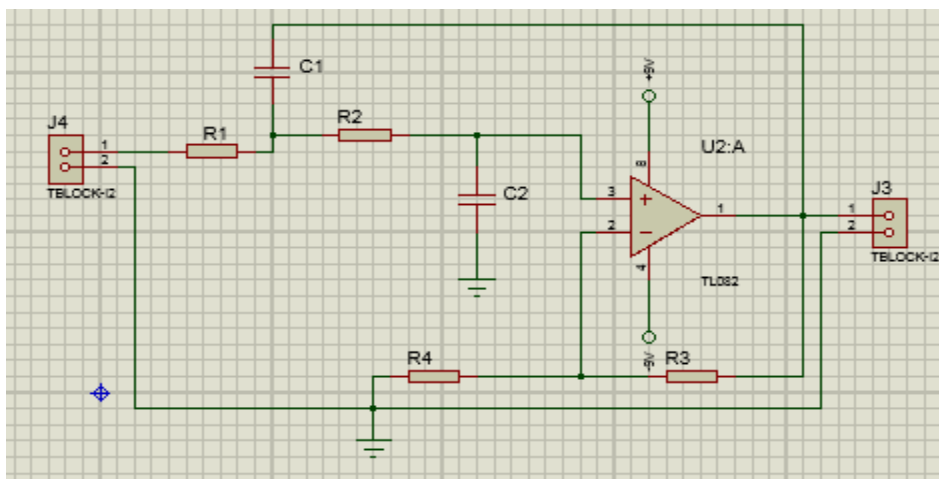 C1
+9V
J4
1
2
TBLOCK-I2
R1
R2
C2
8
U2:A
3
+
2
−
1
4
TL082
-9V
J3
1
2
TBLOCK-I2
R4
R3